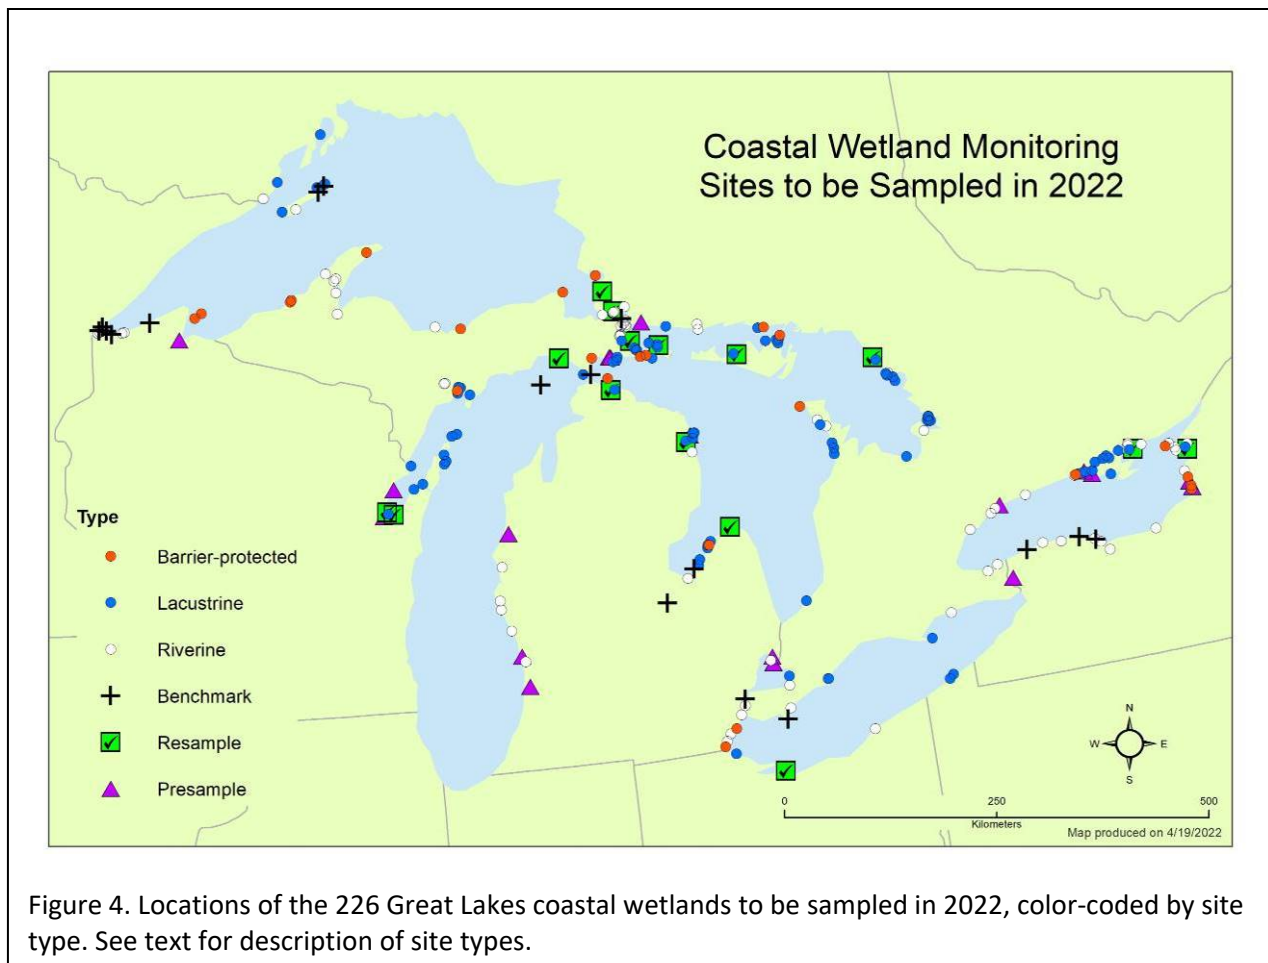 Coastal Wetland Monitoring
Sites to be Sampled in 2022
Type
Barrier-protected
Lacustrine
Riverine
Benchmark
Resample
Presample
N
W
E
S
0
250
500
Kilometers
Map produced on 4/19/2022
Figure 4. Locations of the 226 Great Lakes coastal wetlands to be sampled in 2022, color-coded by site
type. See text for description of site types.